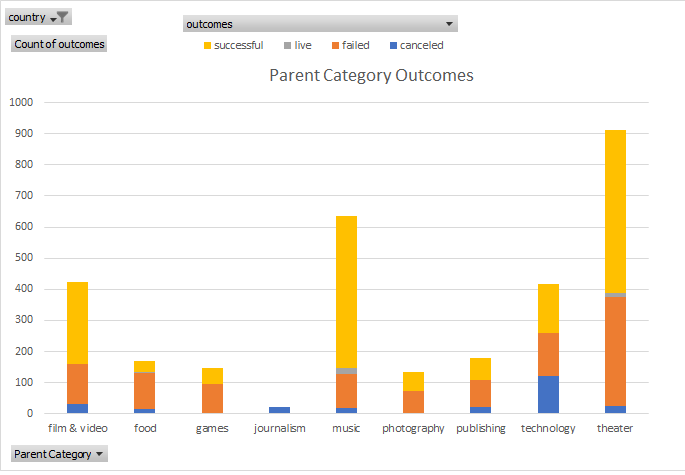 country
outcomes
Count of outcomes
successful live failed canceled
Parent Category Outcomes
1000
900
800
700
600
500
400
300
200
100
0
film & video food games journalism music photography publishing technology theater
Parent Category